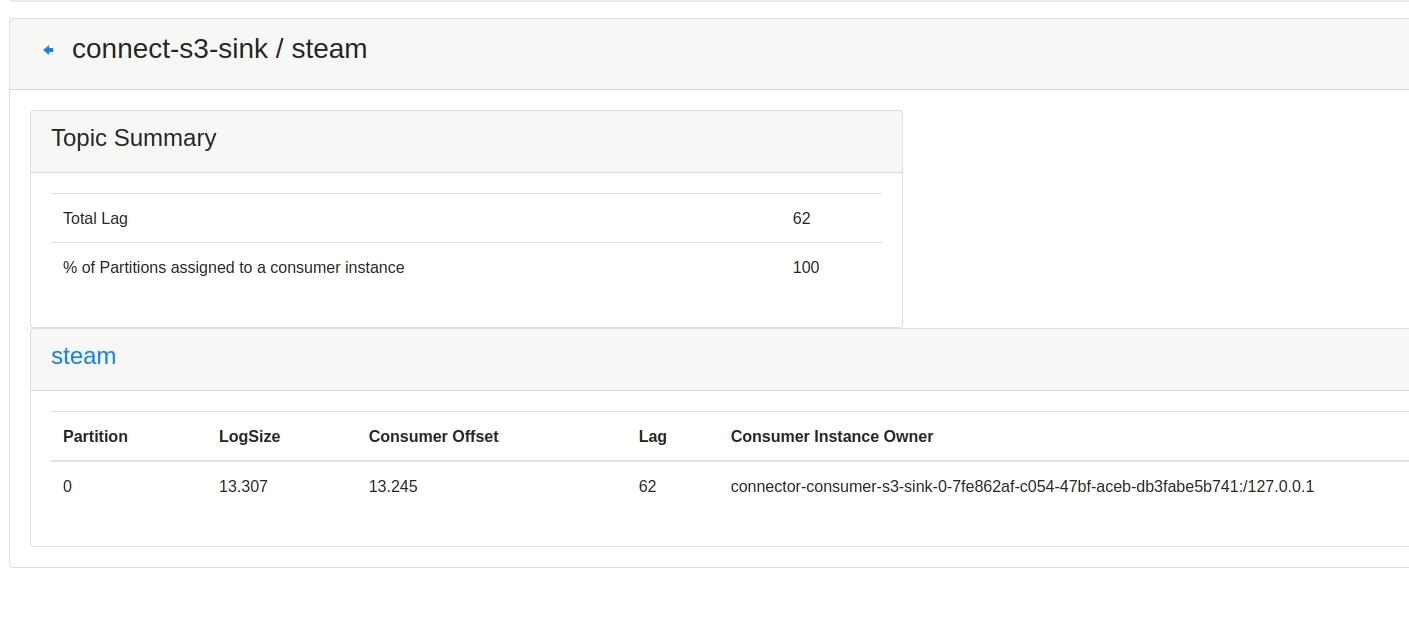 connect-s3-sink / steam
Topic Summary
Total Lag 62
% of Partitions assigned to a consumer instance 100
steam
Partition LogSize Consumer Offset Lag Consumer Instance Owner
0 13.307 13.245 62 connector-consumer-s3-sink-0-7fe862af-c054-47bf-aceb-db3fabe5b741:/127.0.0.1